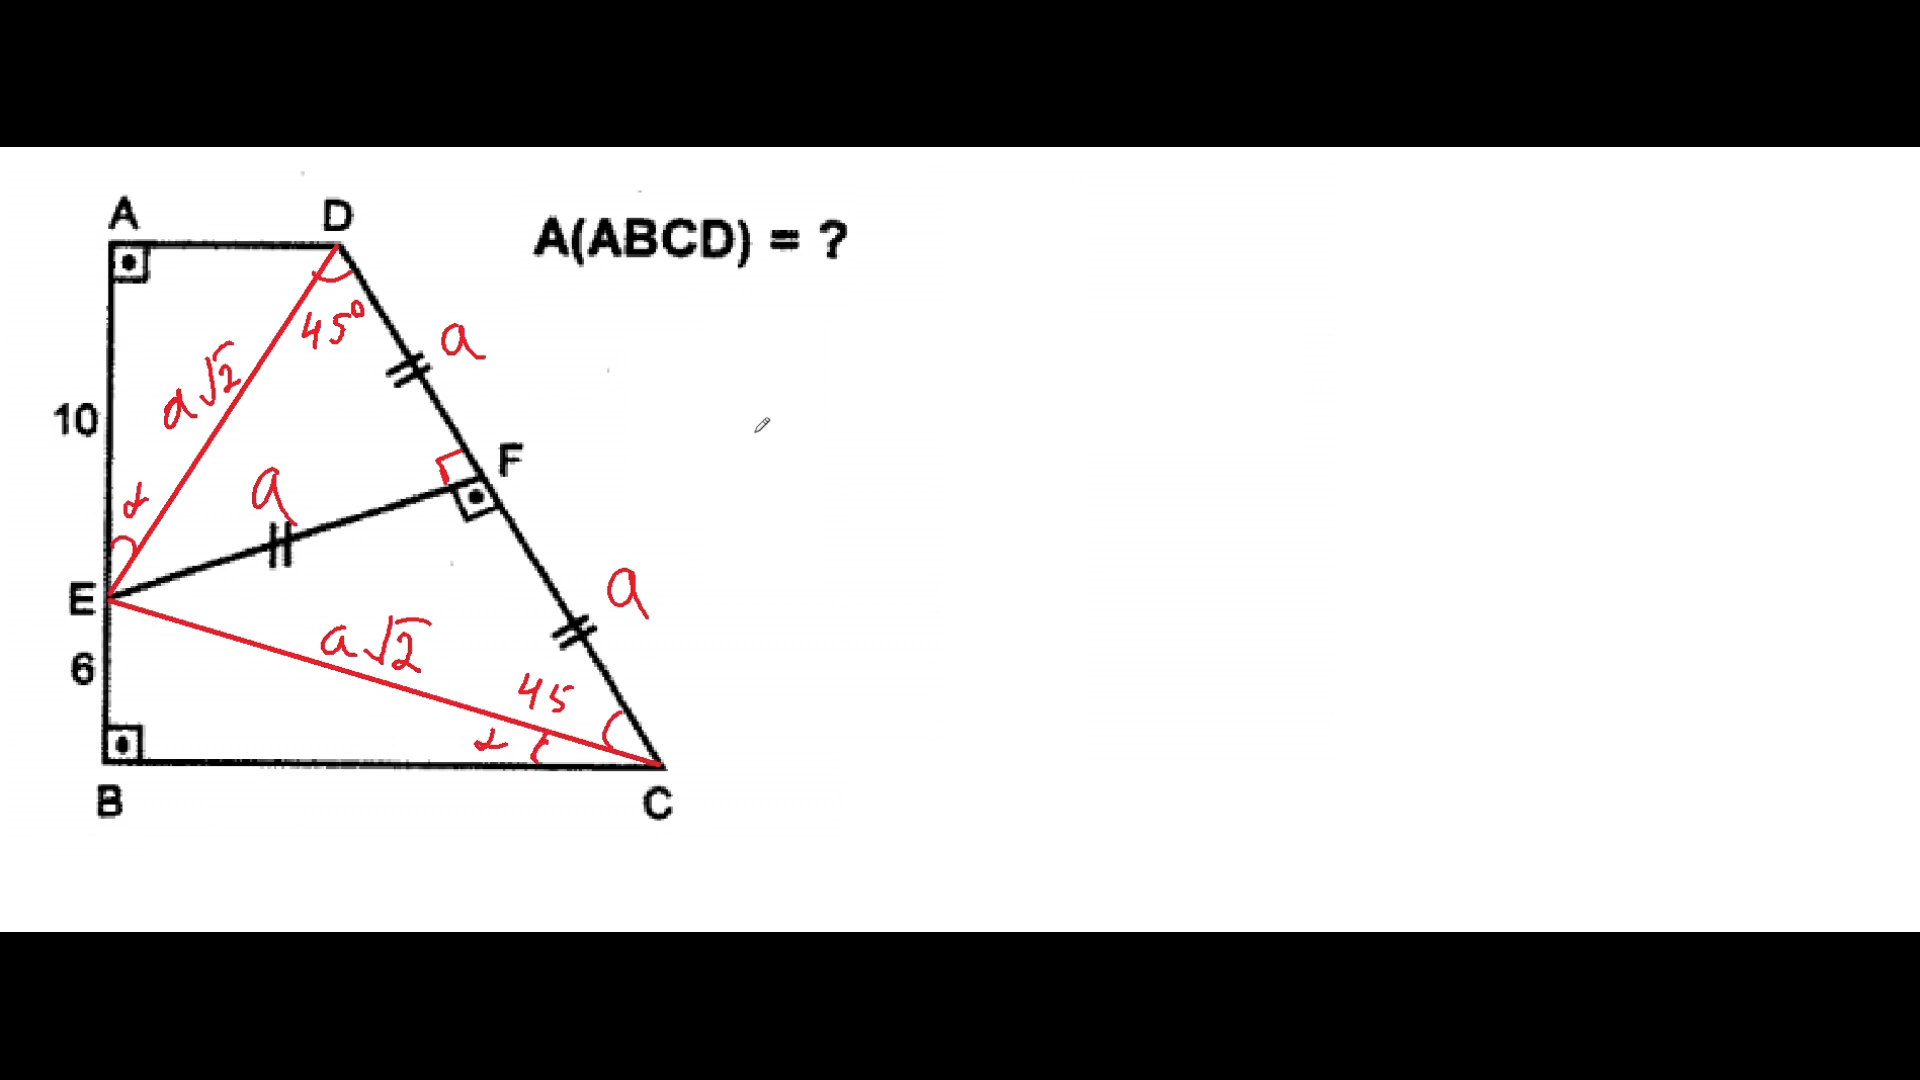 A D
A(ABCD) = ?
45° a
a√2
10
F
α a
E
a
a√2
6 45
α
B C